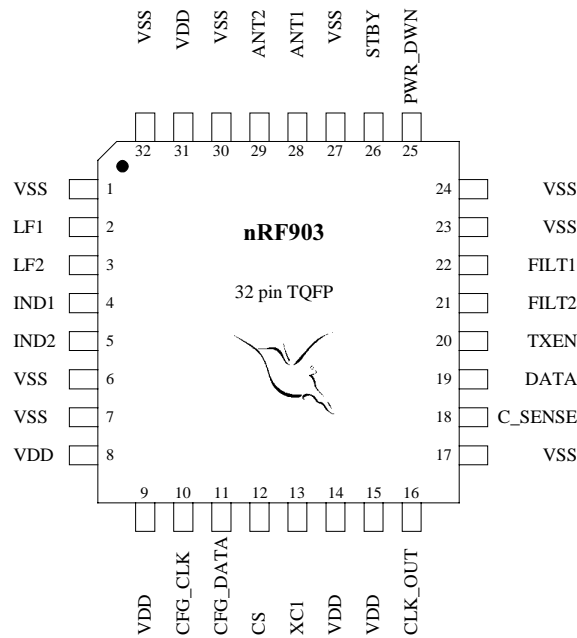 VSS
VDD
VSS
ANT2
ANT1
VSS
STBY
PWR_DWN
32
31
30
29
28
27
26
25
VSS
1
LF1
2
LF2
3
IND1
4
IND2
5
VSS
6
VSS
7
VDD
8
nRF903
32 pin TQFP
24
VSS
23
VSS
22
FILT1
21
FILT2
20
TXEN
19
DATA
18
C_SENSE
17
VSS
9
10
11
12
13
14
15
16
VDD
CFG_CLK
CFG_DATA
CS
XC1
VDD
VDD
CLK_OUT